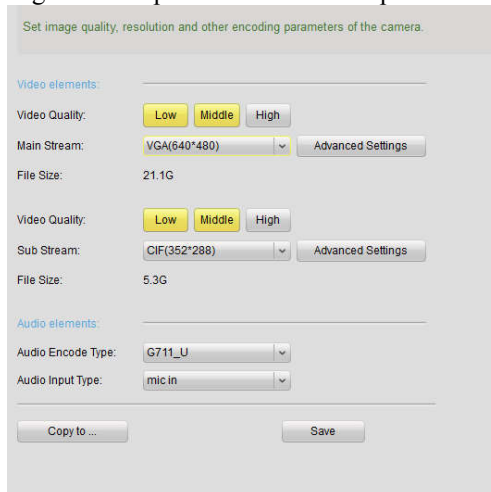 Set image quality, resolution and other encoding parameters of the camera.
Video elements:
Video Quality: Low Middle High
Main Stream: VGA(640*480) Advanced Settings
File Size: 21.1G
Video Quality: Low Middle High
Sub Stream: CIF(352*288) Advanced Settings
File Size: 5.3G
Audio elements:
Audio Encode Type: G711_U
Audio Input Type: mic in
Copy to ... Save